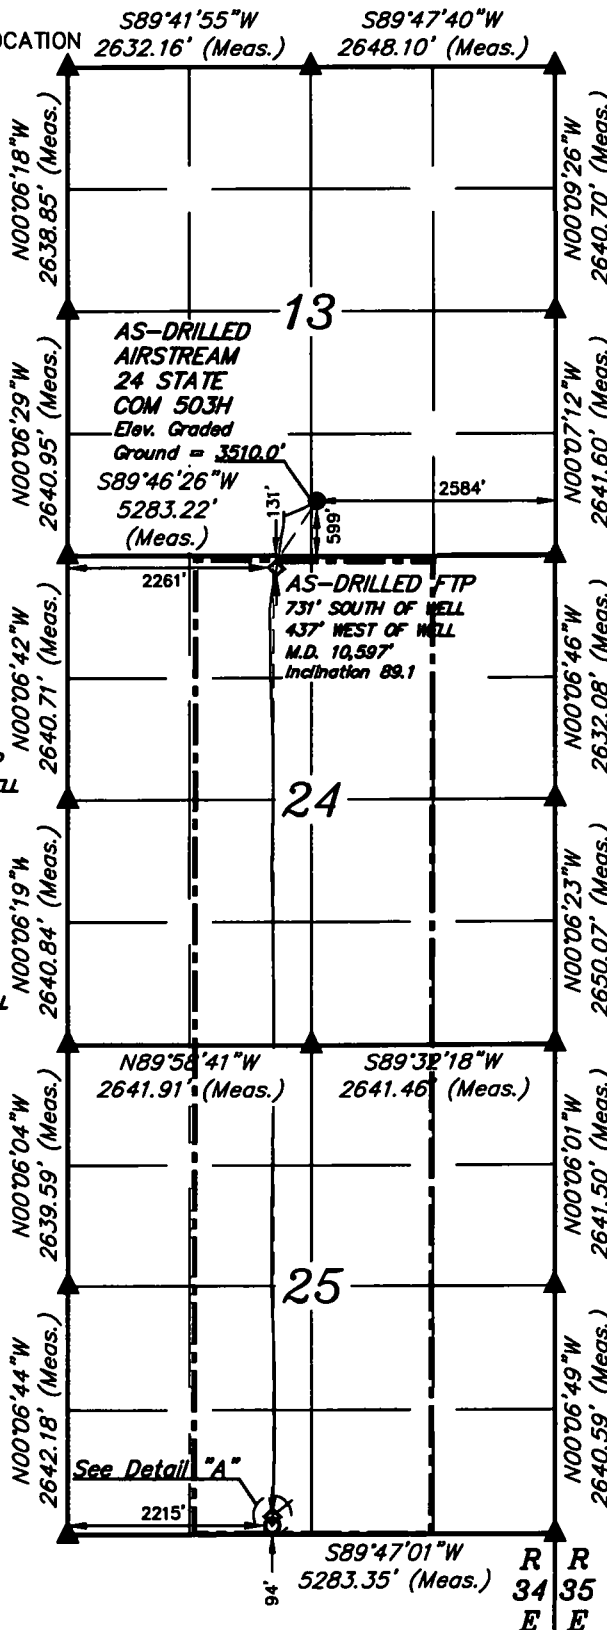 S89°41'55"W
2632.16' (Meas.)
S89°47'40"W
2648.10' (Meas.)
OCATION
N00°06'18"W
2638.85' (Meas.)
N00°09'26"W
2640.70' (Meas.)
13
AS-DRILLED
AIRSTREAM
24 STATE
COM 503H
Elev. Graded
Ground = 3510.0'
N00°06'29"W
2640.95' (Meas.)
N00°07'12"W
2641.60' (Meas.)
S89°46'26"W
5283.22'
(Meas.)
131'
599'
2584'
2261'
AS-DRILLED FTP
731' SOUTH OF WELL
437' WEST OF WELL
M.D. 10,597'
Inclination 89.1
N00°06'42"W
2640.71' (Meas.)
N00°06'46"W
2632.08' (Meas.)
24
N00°06'19"W
2640.84' (Meas.)
N00°06'23"W
2650.07' (Meas.)
N89°58'41"W
2641.91' (Meas.)
S89°32'18"W
2641.46' (Meas.)
N00°06'04"W
2639.59' (Meas.)
N00°06'01"W
2641.50' (Meas.)
25
N00°06'44"W
2642.18' (Meas.)
N00°06'49"W
2640.59' (Meas.)
See Detail "A"
2215'
94'
S89°47'01"W
5283.35' (Meas.)
R R
34 35
E E